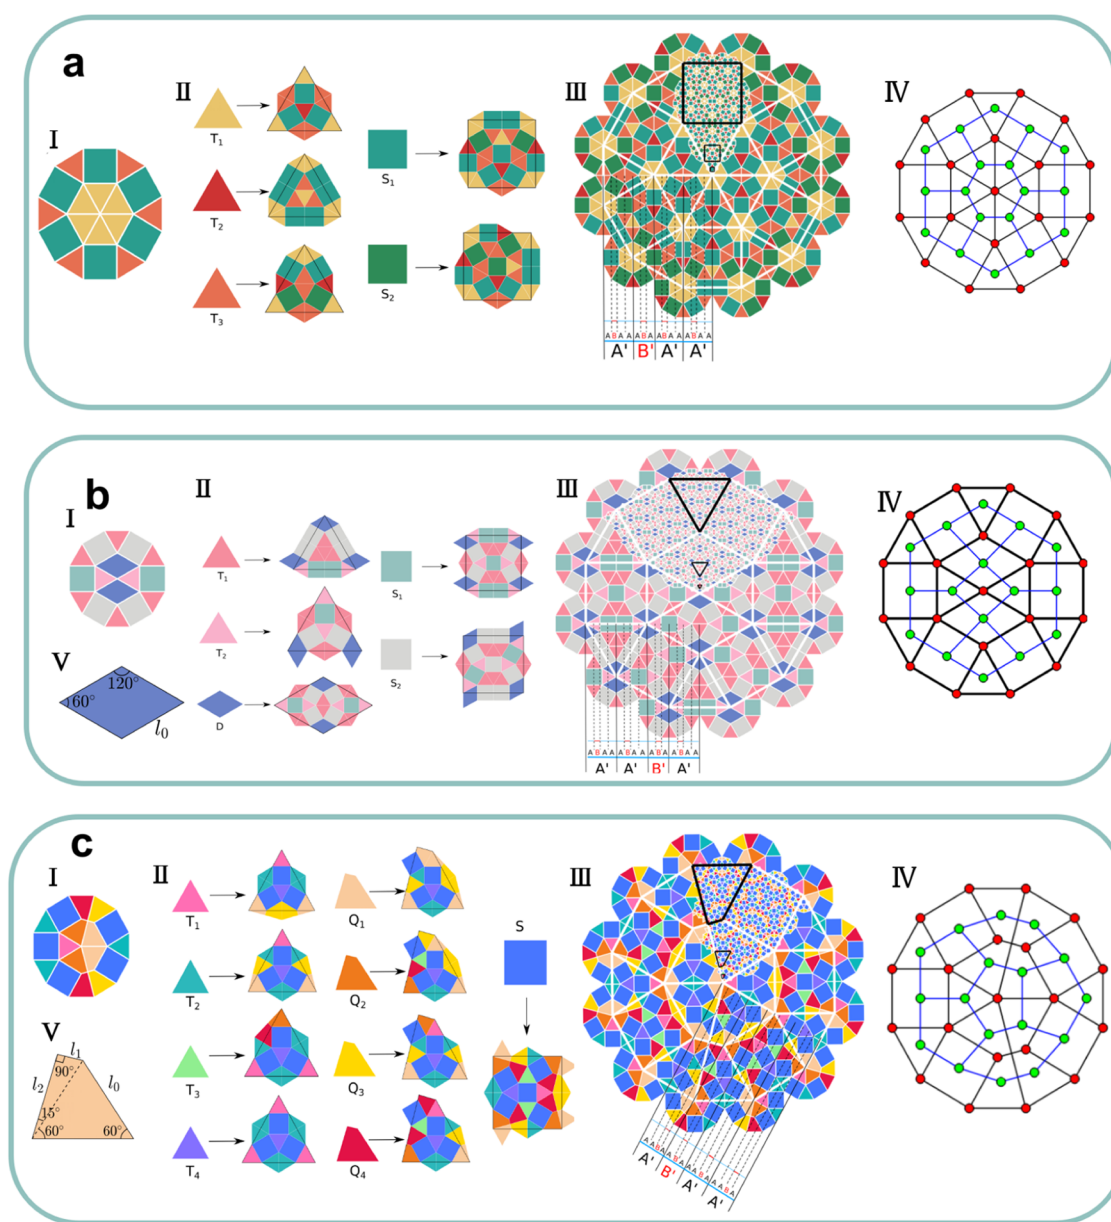 a
I
II
T1
T2
T3
S1
S2
III
A B A A A B A A B A A A B A A
A' B' A' A'
IV
b
I
II
T1
T2
D
S1
S2
III
A B A A A B A A A B A A B A A
A' A' B' A'
IV
V
120°
60°
l0
c
I
II
T1
T2
T3
T4
Q1
Q2
Q3
Q4
S
III
A' B' A' A'
IV
V
l1
90°
l2
l0
15°
60°
60°